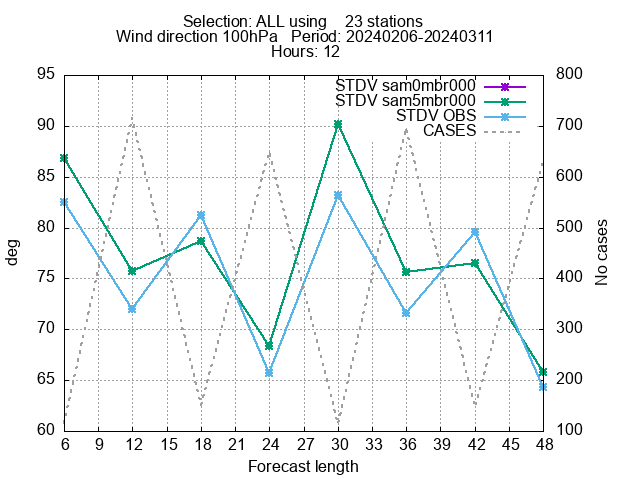 Selection: ALL using    23 stations
Wind direction 100hPa   Period: 20240206-20240311
Hours: 12
95
90
85
80
75
70
65
60
800
700
600
500
400
300
200
100
deg
No cases
STDV sam0mbr000
STDV sam5mbr000
STDV OBS
CASES
6 9 12 15 18 21 24 27 30 33 36 39 42 45 48
Forecast length